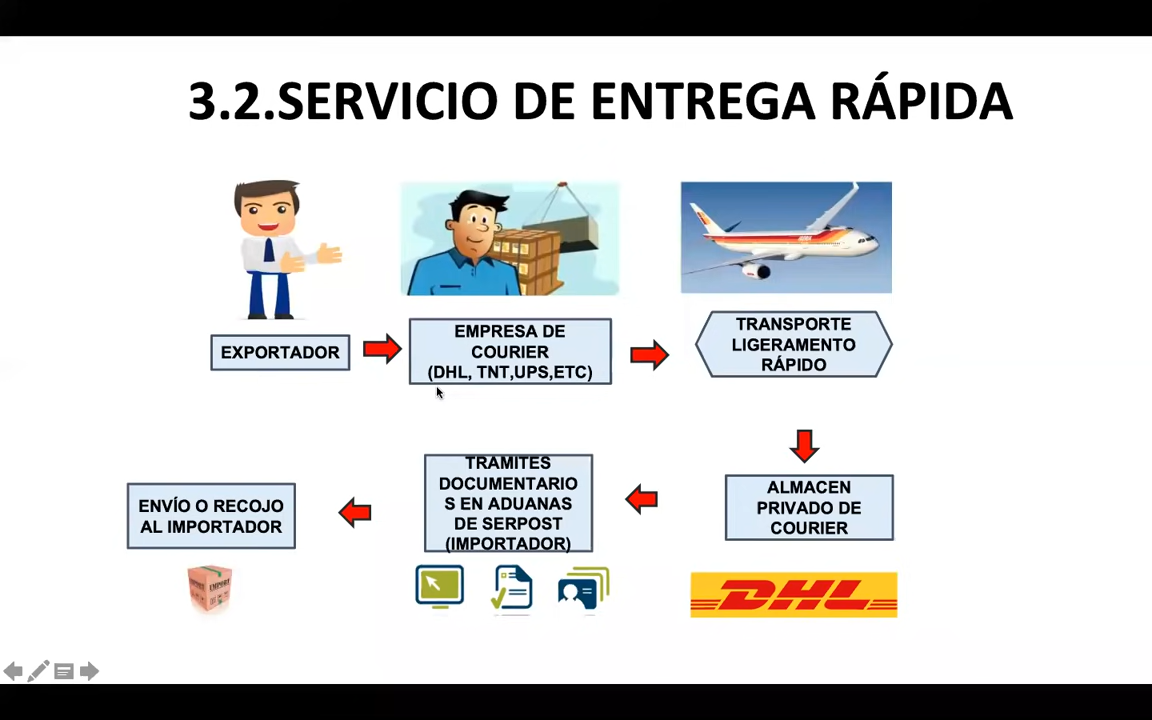 3.2.SERVICIO DE ENTREGA RÁPIDA
EXPORTADOR
EMPRESA DE
COURIER
(DHL, TNT,UPS,ETC)
TRANSPORTE
LIGERAMENTO
RÁPIDO
ALMACEN
PRIVADO DE
COURIER
DHL
TRAMITES
DOCUMENTARIO
S EN ADUANAS
DE SERPOST
(IMPORTADOR)
ENVÍO O RECOJO
AL IMPORTADOR